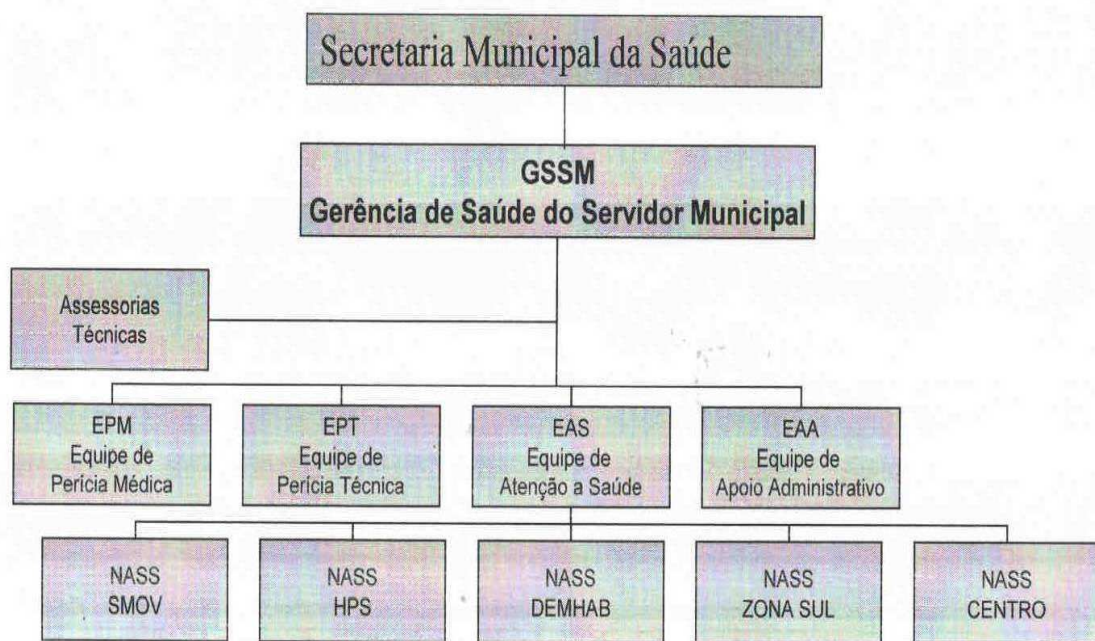 Secretaria Municipal da Saúde
GSSM
Gerência de Saúde do Servidor Municipal
Assessorias
Técnicas
EPM
Equipe de
Perícia Médica
EPT
Equipe de
Perícia Técnica
EAS
Equipe de
Atenção a Saúde
EAA
Equipe de
Apoio Administrativo
NASS
SMOV
NASS
HPS
NASS
DEMHAB
NASS
ZONA SUL
NASS
CENTRO